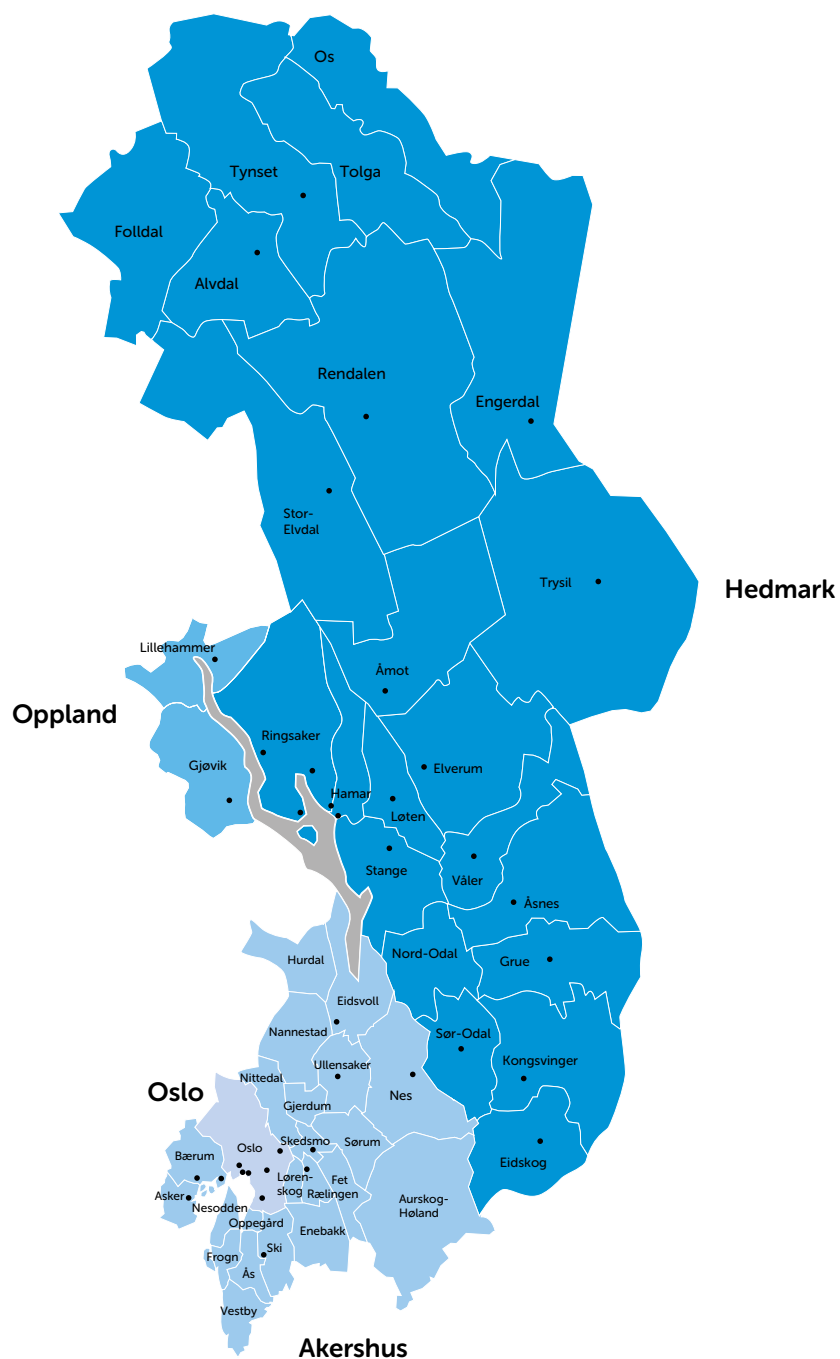 Os
Tynset
Tolga
Folldal
Alvdal
Rendalen
Engerdal
Stor-
Elvdal
Trysil
Hedmark
Lillehammer
Åmot
Oppland
Ringsaker
Gjøvik
Elverum
Hamar
Løten
Stange
Våler
Åsnes
Nord-Odal
Grue
Hurdal
Eidsvoll
Nannestad
Sør-Odal
Kongsvinger
Ullensaker
Nittedal
Oslo
Nes
Gjerdum
Skedsmo
Sørum
Oslo
Bærum
Eidskog
Løren-
skog
Fet
Rælingen
Asker
Nesodden
Aurskog-
Høland
Oppegård
Enebakk
Frogn
Ski
Ås
Vestby
Akershus